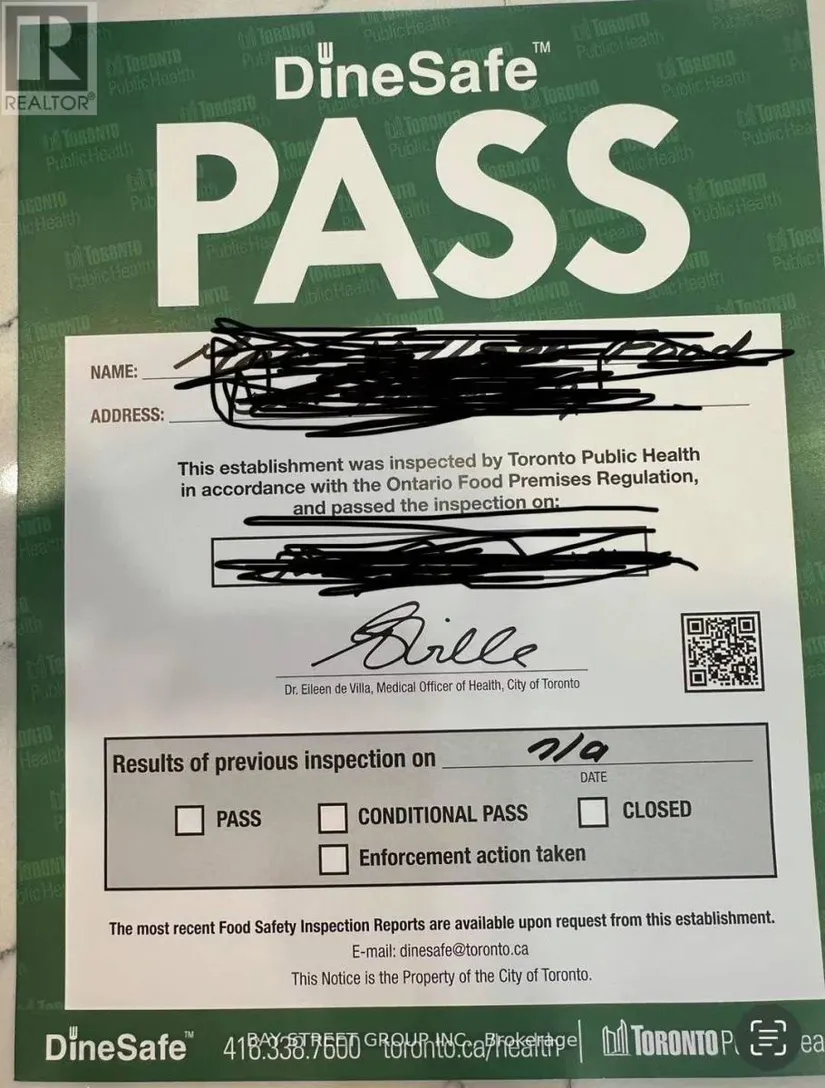 REALTOR®
DineSafe™
PASS
NAME: Food
ADDRESS:
This establishment was inspected by Toronto Public Health
in accordance with the Ontario Food Premises Regulation,
and passed the inspection on:
Dr. Eileen de Villa, Medical Officer of Health, City of Toronto
Results of previous inspection on n/a
DATE
PASS CONDITIONAL PASS CLOSED
Enforcement action taken
The most recent Food Safety Inspection Reports are available upon request from this establishment.
E-mail: dinesafe@toronto.ca
This Notice is the Property of the City of Toronto.
DineSafe™ 416.338.7600 toronto.ca/health TORONTO
BAY STREET GROUP INC. Brokerage